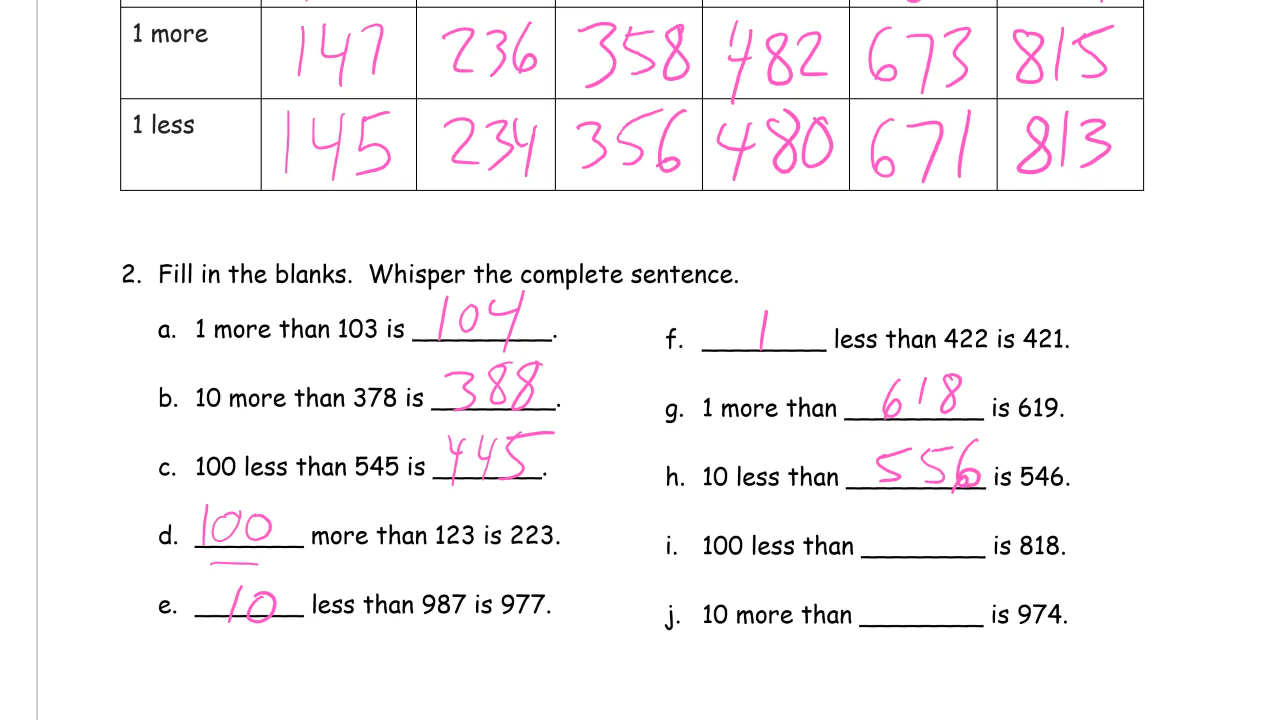 1 more 147 236 358 482 673 815
1 less 145 234 356 480 671 813
2. Fill in the blanks. Whisper the complete sentence.
a. 1 more than 103 is 104.
b. 10 more than 378 is 388.
c. 100 less than 545 is 445.
d. 100 more than 123 is 223.
e. 10 less than 987 is 977.
f. 1 less than 422 is 421.
g. 1 more than 618 is 619.
h. 10 less than 556 is 546.
i. 100 less than _________ is 818.
j. 10 more than _________ is 974.